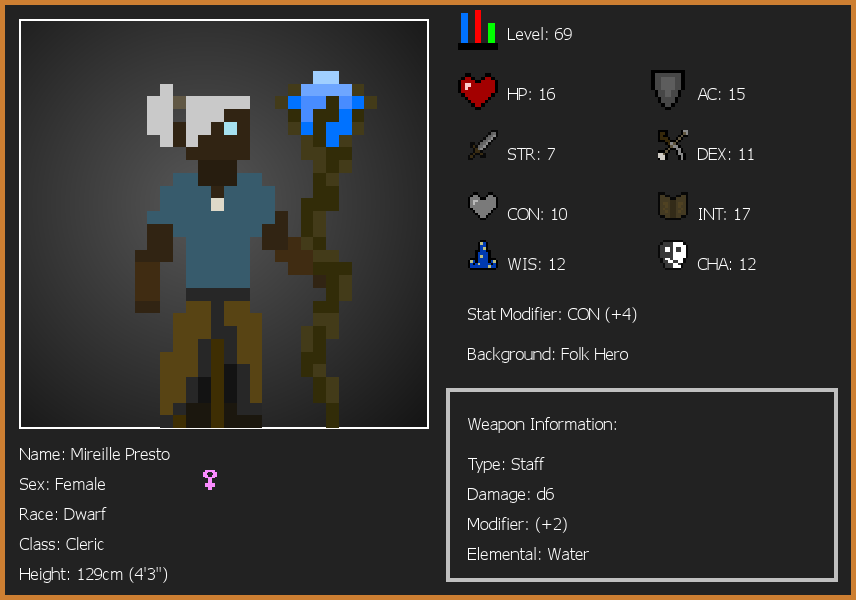 Level: 69
HP: 16
AC: 15
STR: 7
DEX: 11
CON: 10
INT: 17
WIS: 12
CHA: 12
Stat Modifier: CON (+4)
Background: Folk Hero
Weapon Information:
Type: Staff
Damage: d6
Modifier: (+2)
Elemental: Water
Name: Mireille Presto
Sex: Female
Race: Dwarf
Class: Cleric
Height: 129cm (4'3")